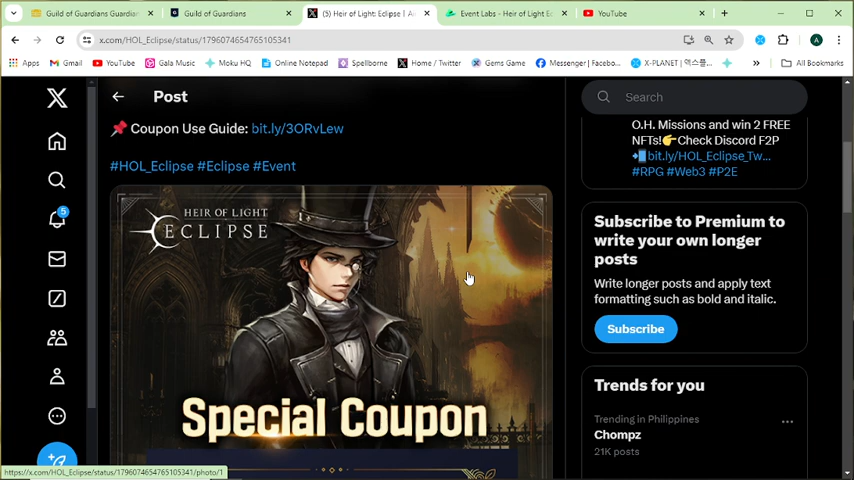 Guild of Guardians Guardian
Guild of Guardians
(5) Heir of Light: Eclipse | A
Event Labs - Heir of Light Ec
YouTube
x.com/HOL_Eclipse/status/1796074654765105341
A
Apps
Gmail
YouTube
Gala Music
Moku HQ
Online Notepad
Spellborne
Home / Twitter
Gems Game
Messenger | Facebo...
X-PLANET | 엑스플...
All Bookmarks
Post
Search
📌 Coupon Use Guide: bit.ly/3ORvLew
#HOL_Eclipse #Eclipse #Event
HEIR OF LIGHT
ECLIPSE
Special Coupon
5
O.H. Missions and win 2 FREE
NFTs!👉Check Discord F2P
bit.ly/HOL_Eclipse_Tw...
#RPG #Web3 #P2E
Subscribe to Premium to
write your own longer
posts
Write longer posts and apply text
formatting such as bold and italic.
Subscribe
Trends for you
Trending in Philippines
Chompz
21K posts
https://x.com/HOL_Eclipse/status/1796074654765105341/photo/1